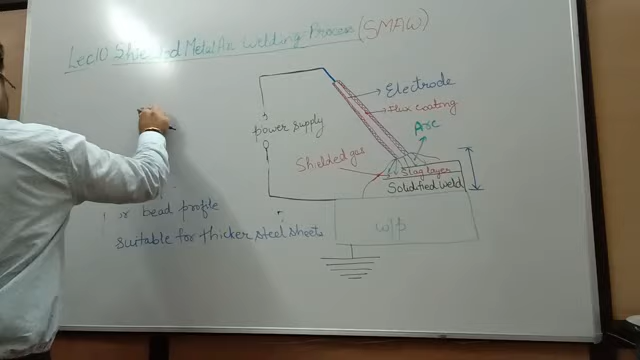 Lec10 Shielded Metal Arc Welding Process (SMAW)
Electrode
Flux coating
power supply
Arc
Shielded gas
Slag layer
Solidified weld
bead profile
suitable for thicker steel sheets
w/p